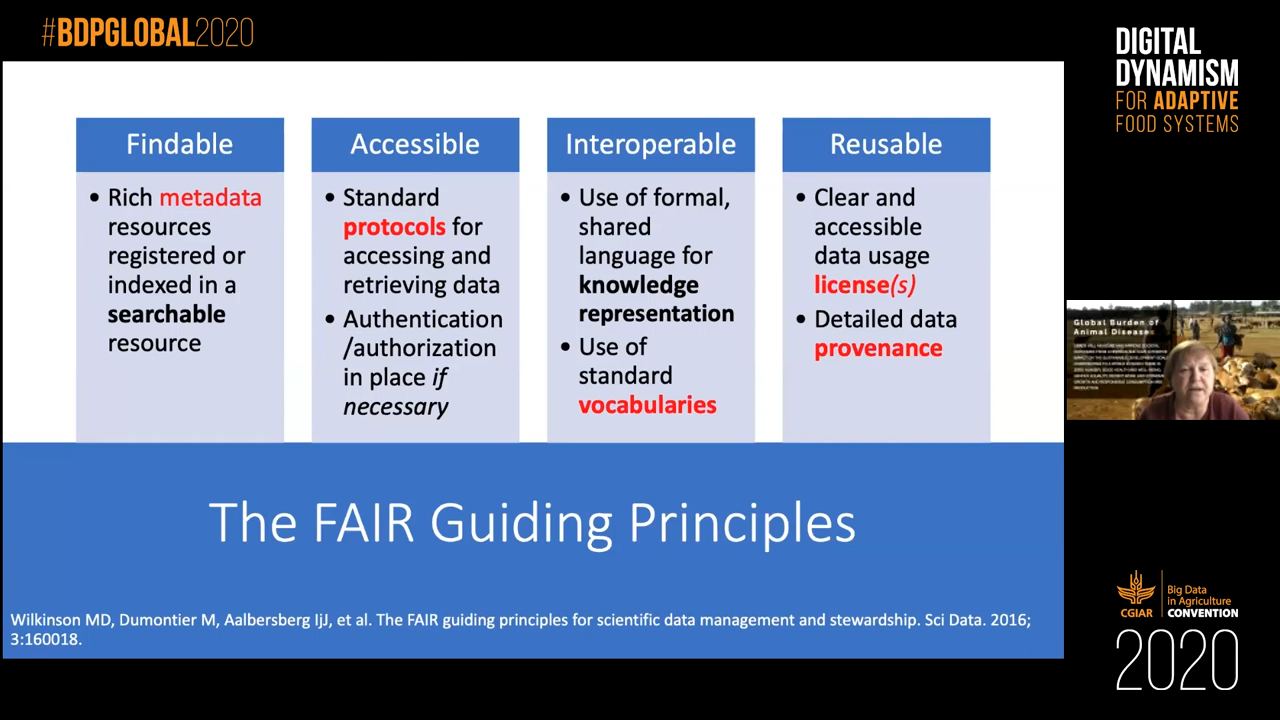 #BDPGLOBAL2020
DIGITAL
DYNAMISM
FOR ADAPTIVE
FOOD SYSTEMS
Findable
• Rich metadata
resources
registered or
indexed in a
searchable
resource
Accessible
• Standard
protocols for
accessing and
retrieving data
• Authentication
/authorization
in place if
necessary
Interoperable
• Use of formal,
shared
language for
knowledge
representation
• Use of
standard
vocabularies
Reusable
• Clear and
accessible
data usage
license(s)
• Detailed data
provenance
Global Burden of
Animal Diseases
The FAIR Guiding Principles
Wilkinson MD, Dumontier M, Aalbersberg IjJ, et al. The FAIR guiding principles for scientific data management and stewardship. Sci Data. 2016;
3:160018.
CGIAR
Big Data
in Agriculture
CONVENTION
2020